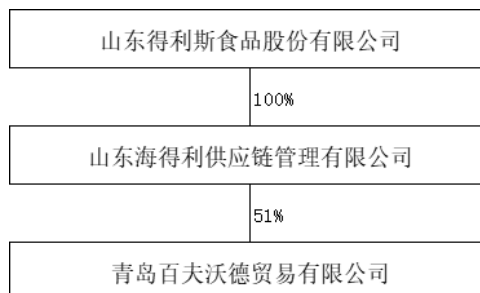 山东得利斯食品股份有限公司
100%
山东海得利供应链管理有限公司
51%
青岛百夫沃德贸易有限公司